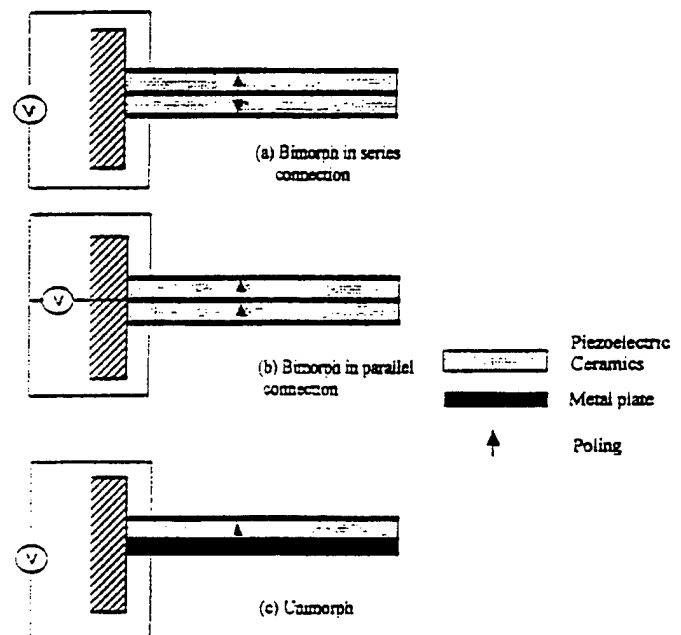 V
(a) Bimorph in series
connection
V
(b) Bimorph in parallel
connection
Piezoelectric
Ceramics
Metal plate
Poling
V
(c) Unimorph